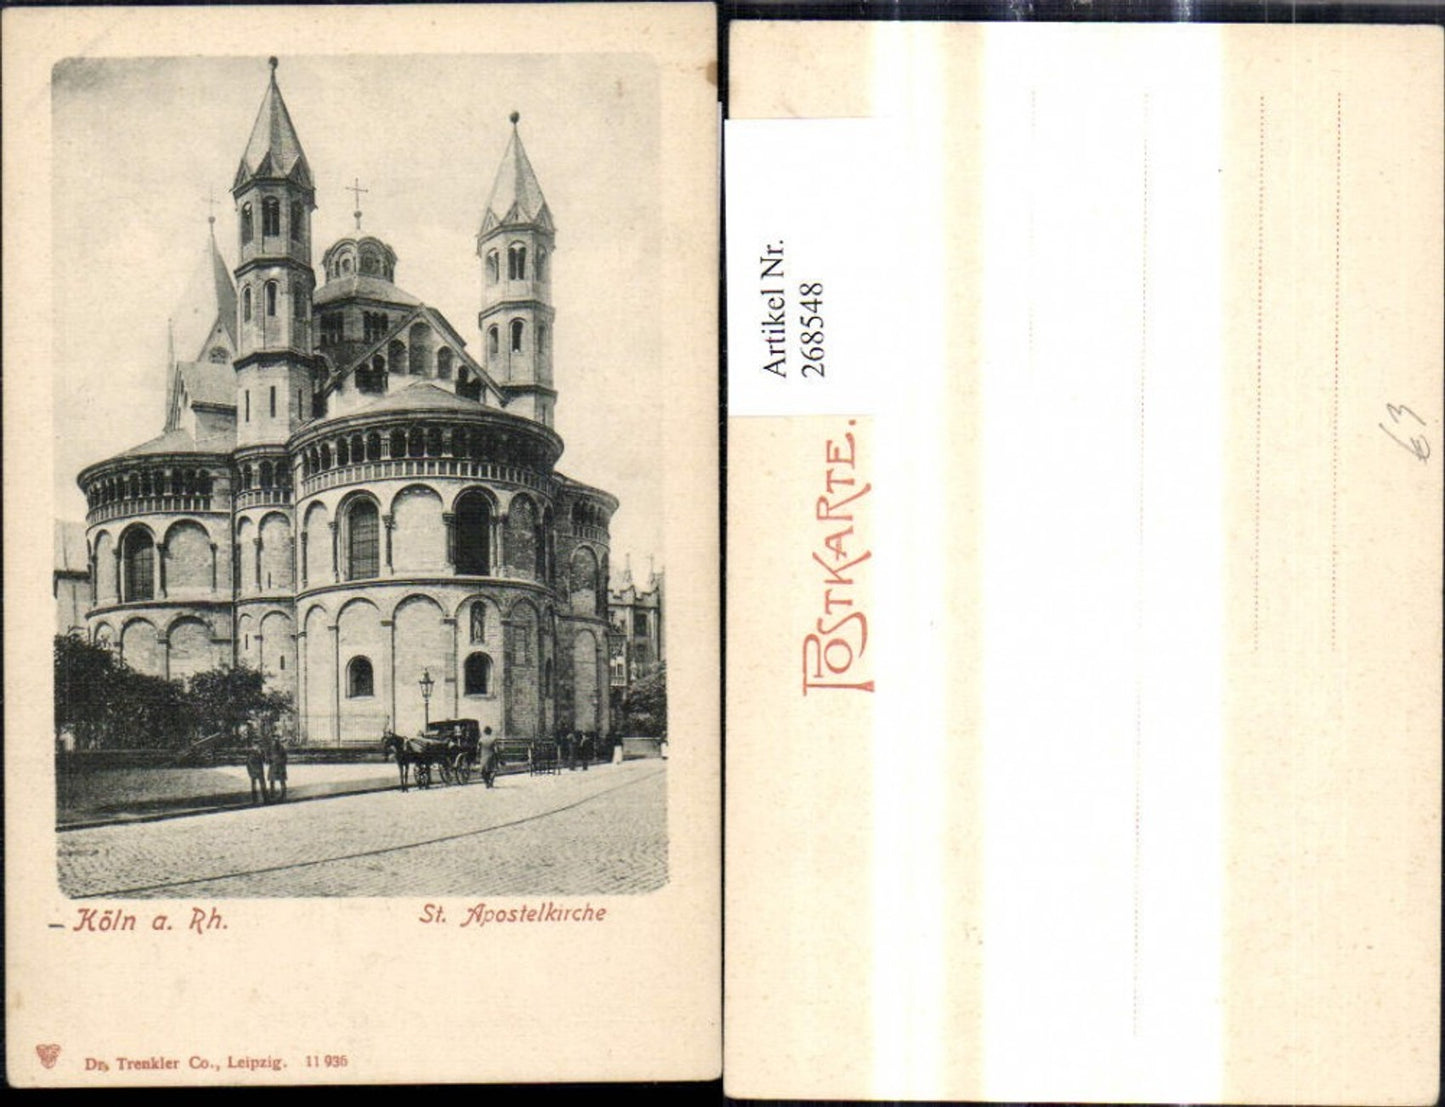 Köln a. Rh.
St. Apostelkirche
Dr. Trenkler Co., Leipzig. 11 936
Artikel Nr.
268548
POSTKARTE.